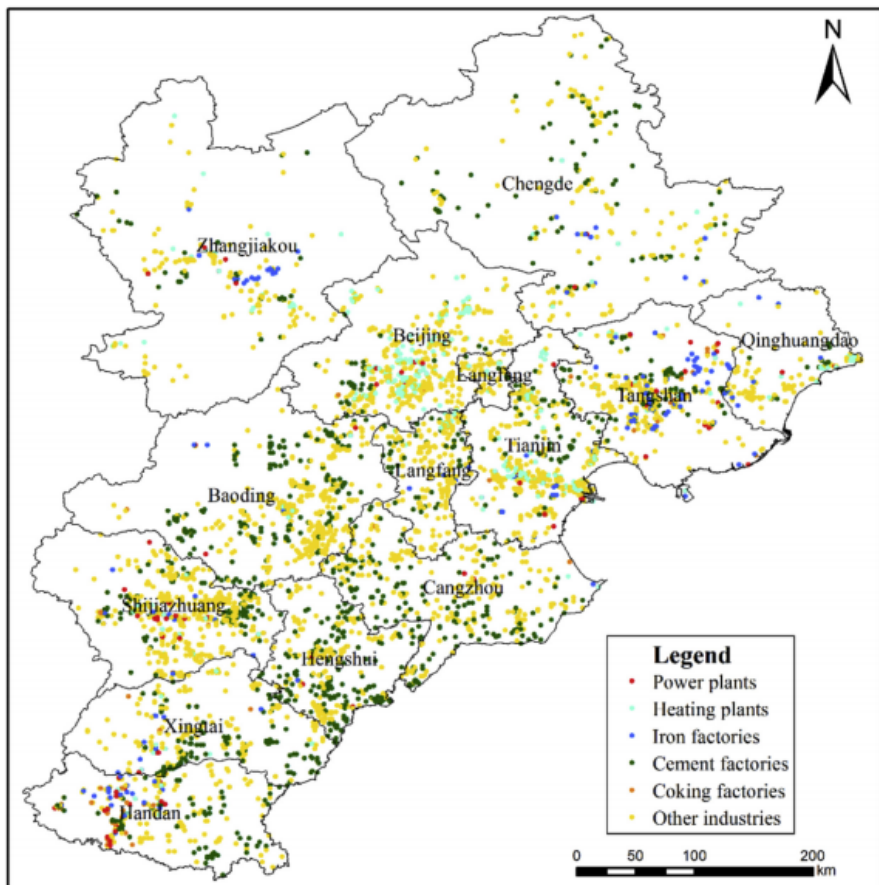 N
Chengde
Zhangjiakou
Beijing
Qinghuangdao
Langfang
Tangshan
Tianjin
Langfang
Baoding
Cangzhou
Shijiazhuang
Hengshui
Xingtai
Handan
Legend
Power plants
Heating plants
Iron factories
Cement factories
Coking factories
Other industries
0 50 100 200
km